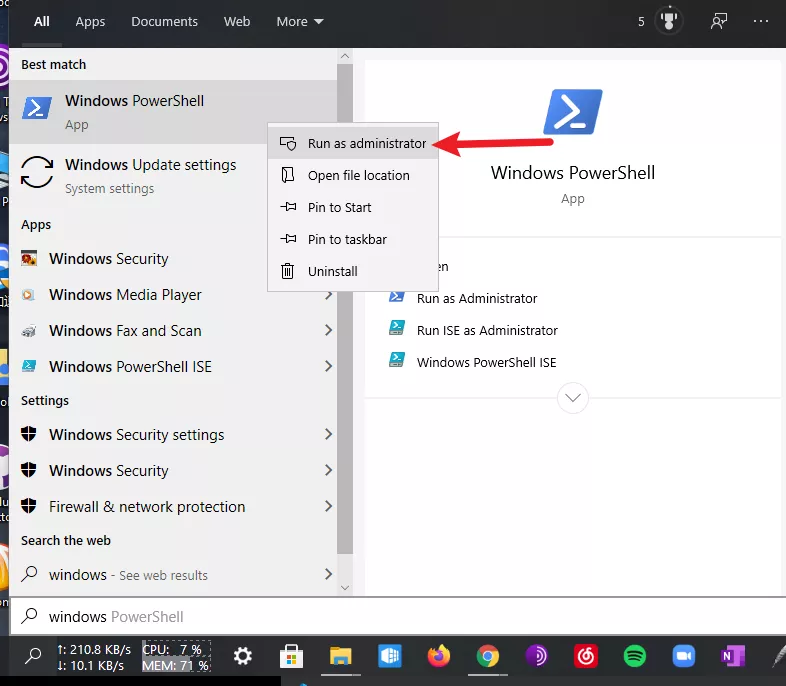 All Apps Documents Web More 5 ...
Best match
Windows PowerShell
App
Windows Update settings
System settings
Apps
Windows Security
Windows Media Player
Windows Fax and Scan
Windows PowerShell ISE
Settings
Windows Security settings
Windows Security
Firewall & network protection
Search the web
windows - See web results
windows PowerShell
Run as administrator
Open file location
Pin to Start
Pin to taskbar
Uninstall
Windows PowerShell
App
en
Run as Administrator
Run ISE as Administrator
Windows PowerShell ISE
↑: 210.8 KB/s CPU: 7 %
↓: 10.1 KB/s MEM: 71 %
N